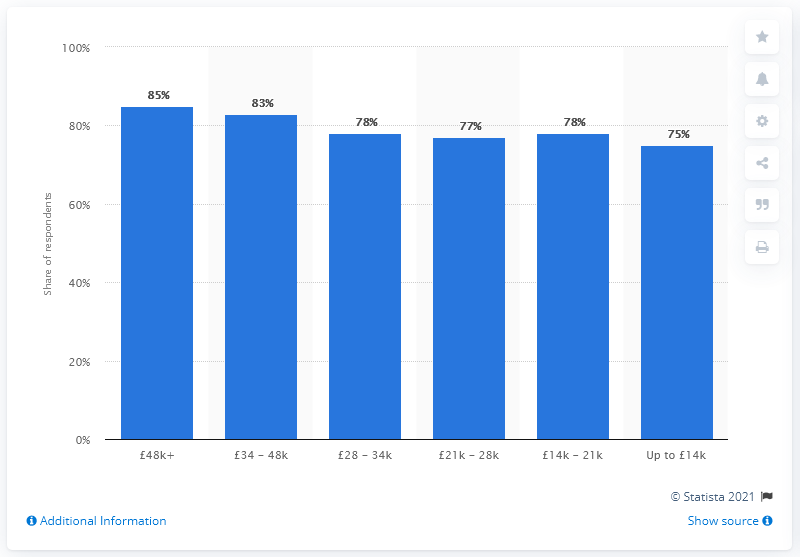 100%
80%
60%
40%
20%
0%
Share of respondents
85%
83%
78%
77%
78%
75%
£48k+
£34 – 48k
£28 – 34k
£21k – 28k
£14k – 21k
Up to £14k
© Statista 2021
Additional Information
Show source